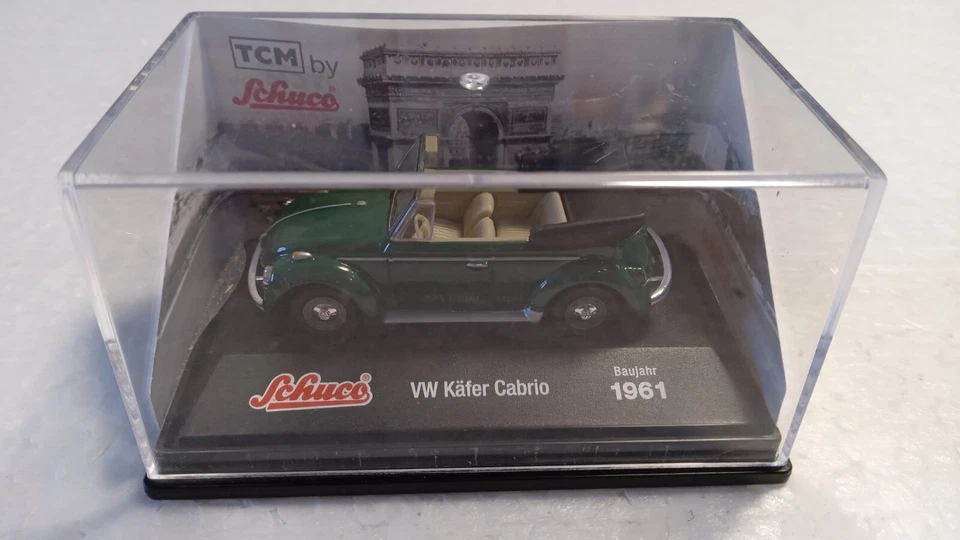 TCM by
Schuco
Schuco
VW Käfer Cabrio
Baujahr
1961